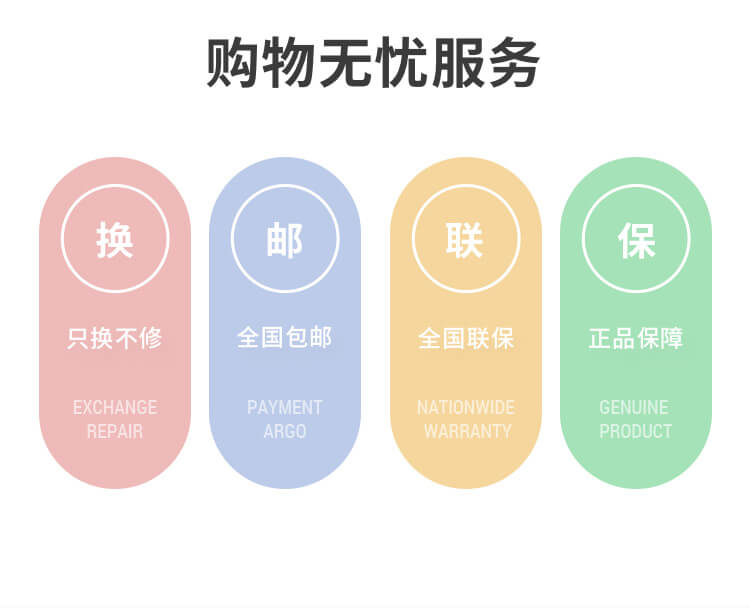 购物无忧服务
换
只换不修
EXCHANGE
REPAIR
邮
全国包邮
PAYMENT
ARGO
联
全国联保
NATIONWIDE
WARRANTY
保
正品保障
GENUINE
PRODUCT